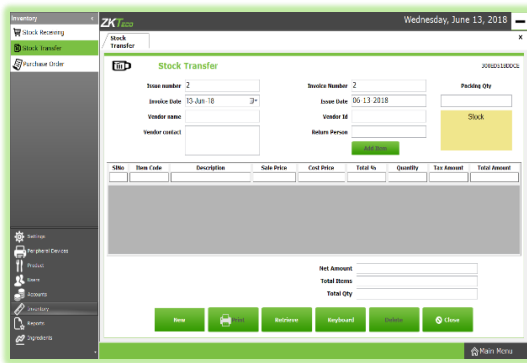 Inventory
Stock Receiving
Stock Transfer
Purchase Order
Settings
Peripheral Devices
Product
Users
Accounts
Inventory
Reports
Ingredients
ZKTeco
Wednesday, June 13, 2018
Stock Transfer
x
Stock Transfer
Issue number 2
Invoice Number 2
Packing Qty
Invoice Date 13-Jun-18
Issue Date 06-13-2018
Vendor name
Vendor Id
Stock
Vendor contact
Return Person
Add Item
SlNo Item Code Description Sale Price Cost Price Total % Quantity Tax Amount Total Amount
Net Amount
Total Items
Total Qty
New Print Retrieve Keyboard Delete Close
Main Menu